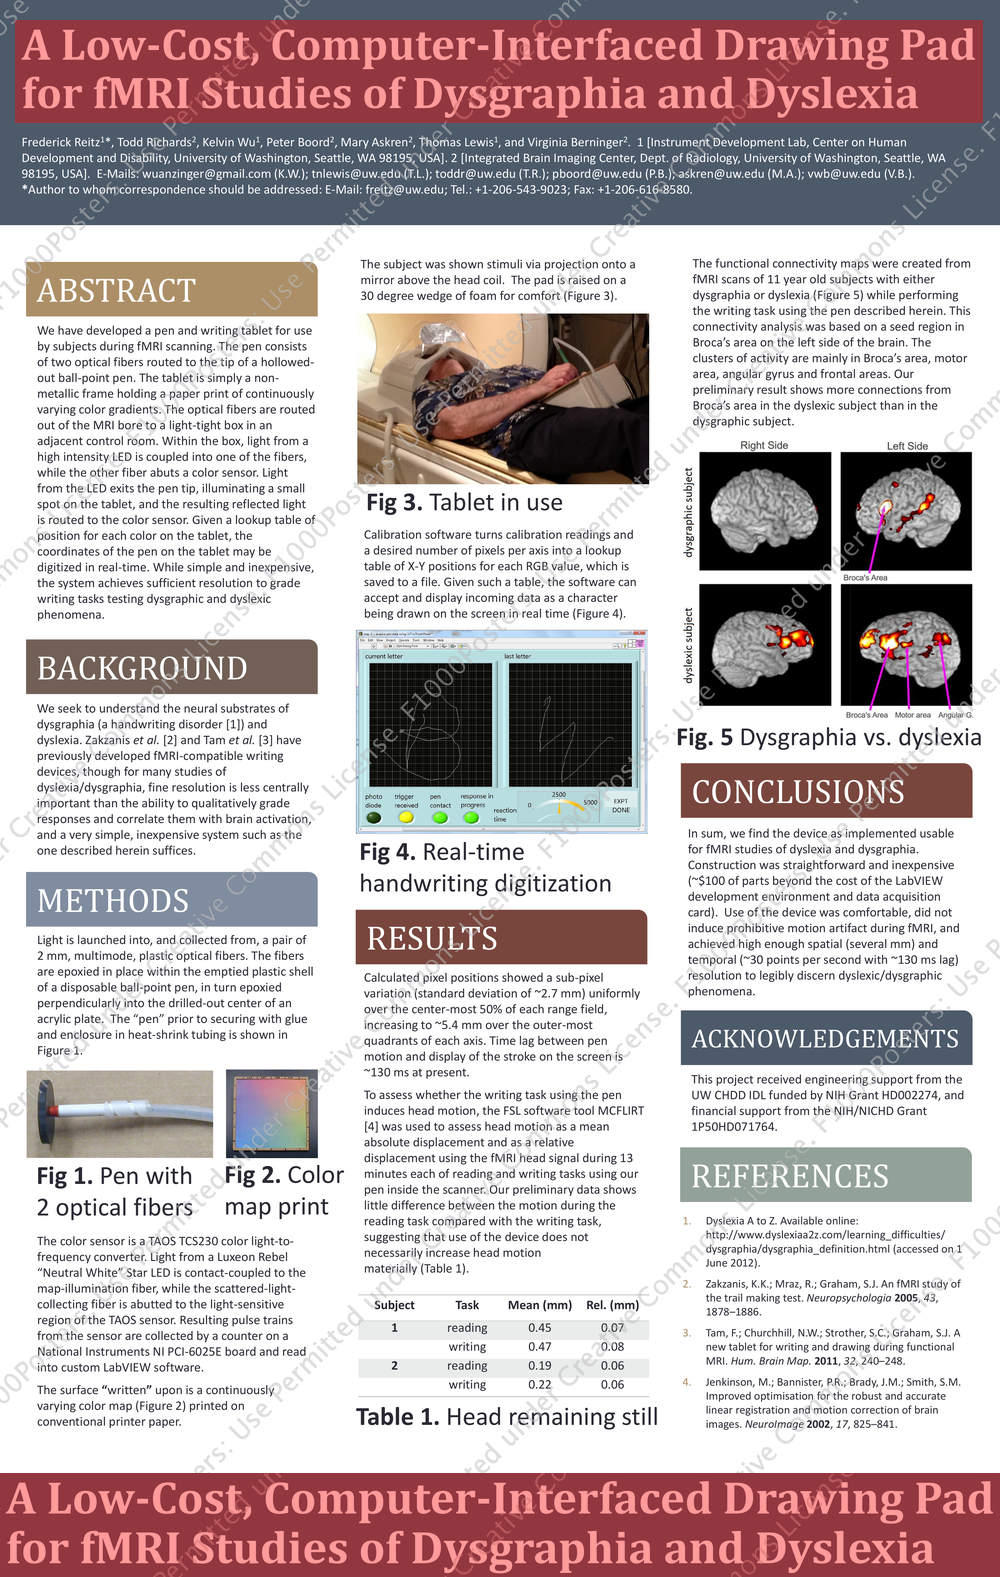 A Low-Cost, Computer-Interfaced Drawing Pad
for fMRI Studies of Dysgraphia and Dyslexia
Frederick Reitz¹*, Todd Richards², Kelvin Wu¹, Peter Boord², Mary Askren², Thomas Lewis¹, and Virginia Berninger². 1 [Instrument Development Lab, Center on Human
Development and Disability, University of Washington, Seattle, WA 98195, USA]. 2 [Integrated Brain Imaging Center, Dept. of Radiology, University of Washington, Seattle, WA
98195, USA]. E-Mails: wuanzinger@gmail.com (K.W.); tnlewis@uw.edu (T.L.); toddr@uw.edu (T.R.); pboord@uw.edu (P.B.); askren@uw.edu (M.A.); vwb@uw.edu (V.B.).
*Author to whom correspondence should be addressed: E-Mail: freitz@uw.edu; Tel.: +1-206-543-9023; Fax: +1-206-616-8580.
ABSTRACT
We have developed a pen and writing tablet for use
by subjects during fMRI scanning. The pen consists
of two optical fibers routed to the tip of a hollowed-
out ball-point pen. The tablet is simply a non-
metallic frame holding a paper print of continuously
varying color gradients. The optical fibers are routed
out of the MRI bore to a light-tight box in an
adjacent control room. Within the box, light from a
high intensity LED is coupled into one of the fibers,
while the other fiber abuts a color sensor. Light
from the LED exits the pen tip, illuminating a small
spot on the tablet, and the resulting reflected light
is routed to the color sensor. Given a lookup table of
position for each color on the tablet, the
coordinates of the pen on the tablet may be
digitized in real-time. While simple and inexpensive,
the system achieves sufficient resolution to grade
writing tasks testing dysgraphic and dyslexic
phenomena.
BACKGROUND
We seek to understand the neural substrates of
dysgraphia (a handwriting disorder [1]) and
dyslexia. Zakzanis et al. [2] and Tam et al. [3] have
previously developed fMRI-compatible writing
devices, though for many studies of
dyslexia/dysgraphia, fine resolution is less centrally
important than the ability to qualitatively grade
responses and correlate them with brain activation,
and a very simple, inexpensive system such as the
one described herein suffices.
METHODS
Light is launched into, and collected from, a pair of
2 mm, multimode, plastic optical fibers. The fibers
are epoxied in place within the emptied plastic shell
of a disposable ball-point pen, in turn epoxied
perpendicularly into the drilled-out center of an
acrylic plate. The “pen” prior to securing with glue
and enclosure in heat-shrink tubing is shown in
Figure 1.
Fig 1. Pen with
2 optical fibers
Fig 2. Color
map print
The color sensor is a TAOS TCS230 color light-to-
frequency converter. Light from a Luxeon Rebel
“Neutral White” Star LED is contact-coupled to the
map-illumination fiber, while the scattered-light-
collecting fiber is abutted to the light-sensitive
region of the TAOS sensor. Resulting pulse trains
from the sensor are collected by a counter on a
National Instruments NI PCI-6025E board and read
into custom LabVIEW software.
The surface “written” upon is a continuously
varying color map (Figure 2) printed on
conventional printer paper.
The subject was shown stimuli via projection onto a
mirror above the head coil. The pad is raised on a
30 degree wedge of foam for comfort (Figure 3).
Fig 3. Tablet in use
Calibration software turns calibration readings and
a desired number of pixels per axis into a lookup
table of X-Y positions for each RGB value, which is
saved to a file. Given such a table, the software can
accept and display incoming data as a character
being drawn on the screen in real time (Figure 4).
current letter
last letter
photo diode
trigger received
pen contact
response in progress
reaction time
0
2500
5000
EXPT DONE
Fig 4. Real-time
handwriting digitization
RESULTS
Calculated pixel positions showed a sub-pixel
variation (standard deviation of ~2.7 mm) uniformly
over the center-most 50% of each range field,
increasing to ~5.4 mm over the outer-most
quadrants of each axis. Time lag between pen
motion and display of the stroke on the screen is
~130 ms at present.
To assess whether the writing task using the pen
induces head motion, the FSL software tool MCFLIRT
[4] was used to assess head motion as a mean
absolute displacement and as a relative
displacement using the fMRI head signal during 13
minutes each of reading and writing tasks using our
pen inside the scanner. Our preliminary data shows
little difference between the motion during the
reading task compared with the writing task,
suggesting that use of the device does not
necessarily increase head motion
materially (Table 1).
Subject Task Mean (mm) Rel. (mm)
1 reading 0.45 0.07
writing 0.47 0.08
2 reading 0.19 0.06
writing 0.22 0.06
Table 1. Head remaining still
The functional connectivity maps were created from
fMRI scans of 11 year old subjects with either
dysgraphia or dyslexia (Figure 5) while performing
the writing task using the pen described herein. This
connectivity analysis was based on a seed region in
Broca’s area on the left side of the brain. The
clusters of activity are mainly in Broca’s area, motor
area, angular gyrus and frontal areas. Our
preliminary result shows more connections from
Broca’s area in the dyslexic subject than in the
dysgraphic subject.
Right Side
Left Side
dysgraphic subject
Broca's Area
dyslexic subject
Broca's Area Motor area Angular G.
Fig. 5 Dysgraphia vs. dyslexia
CONCLUSIONS
In sum, we find the device as implemented usable
for fMRI studies of dyslexia and dysgraphia.
Construction was straightforward and inexpensive
(~$100 of parts beyond the cost of the LabVIEW
development environment and data acquisition
card). Use of the device was comfortable, did not
induce prohibitive motion artifact during fMRI, and
achieved high enough spatial (several mm) and
temporal (~30 points per second with ~130 ms lag)
resolution to legibly discern dyslexic/dysgraphic
phenomena.
ACKNOWLEDGEMENTS
This project received engineering support from the
UW CHDD IDL funded by NIH Grant HD002274, and
financial support from the NIH/NICHD Grant
1P50HD071764.
REFERENCES
1. Dyslexia A to Z. Available online:
http://www.dyslexiaa2z.com/learning_difficulties/
dysgraphia/dysgraphia_definition.html (accessed on 1
June 2012).
2. Zakzanis, K.K.; Mraz, R.; Graham, S.J. An fMRI study of
the trail making test. Neuropsychologia 2005, 43,
1878–1886.
3. Tam, F.; Churchill, N.W.; Strother, S.C.; Graham, S.J. A
new tablet for writing and drawing during functional
MRI. Hum. Brain Map. 2011, 32, 240–248.
4. Jenkinson, M.; Bannister, P.R.; Brady, J.M.; Smith, S.M.
Improved optimisation for the robust and accurate
linear registration and motion correction of brain
images. NeuroImage 2002, 17, 825–841.
A Low-Cost, Computer-Interfaced Drawing Pad
for fMRI Studies of Dysgraphia and Dyslexia
F1000Posters: Use Permitted under Creative Commons License.